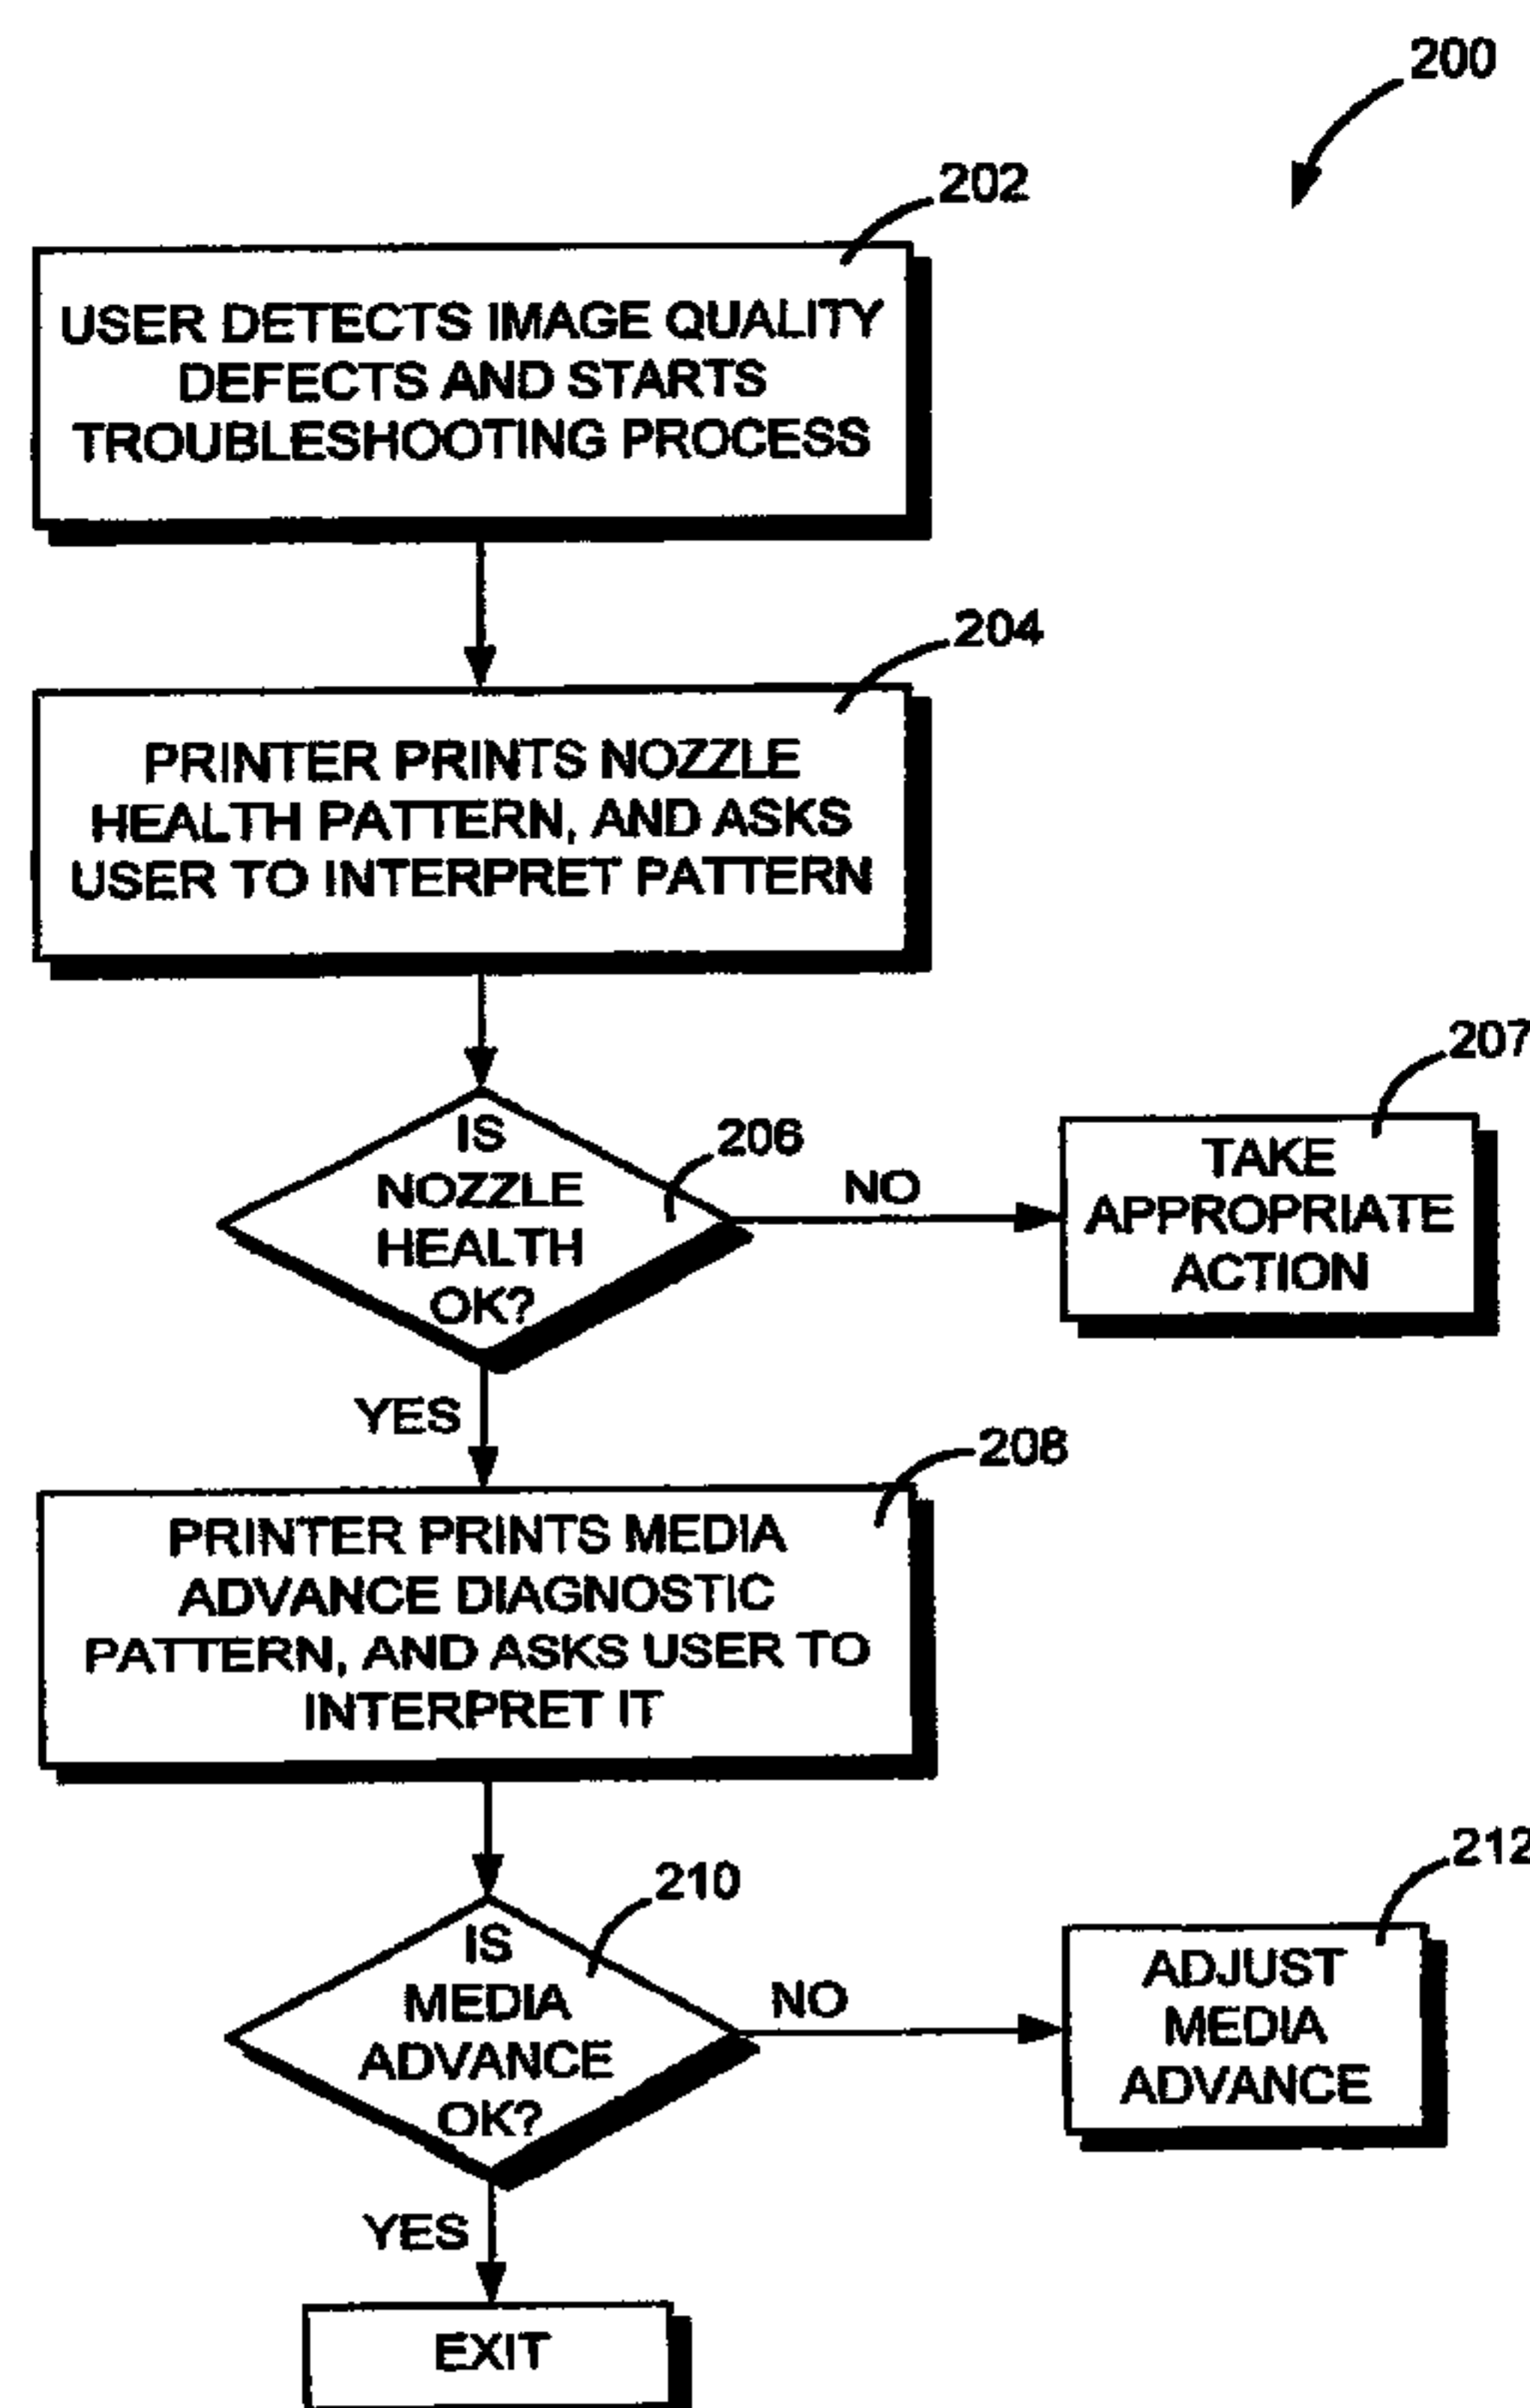 200
202
USER DETECTS IMAGE QUALITY
DEFECTS AND STARTS
TROUBLESHOOTING PROCESS
204
PRINTER PRINTS NOZZLE
HEALTH PATTERN, AND ASKS
USER TO INTERPRET PATTERN
207
206
IS
NOZZLE
HEALTH
OK?
NO
TAKE
APPROPRIATE
ACTION
YES
208
PRINTER PRINTS MEDIA
ADVANCE DIAGNOSTIC
PATTERN, AND ASKS USER TO
INTERPRET IT
212
210
IS
MEDIA
ADVANCE
OK?
NO
ADJUST
MEDIA
ADVANCE
YES
EXIT